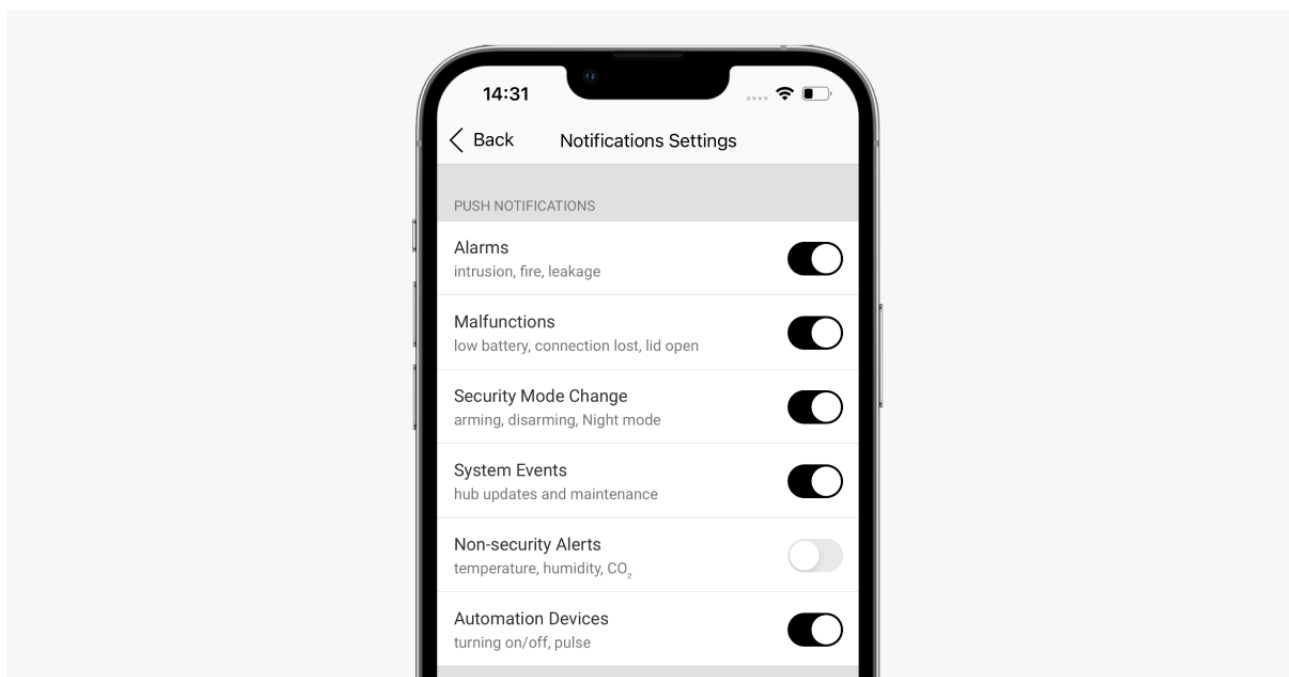 14:31
Back Notifications Settings
PUSH NOTIFICATIONS
Alarms
intrusion, fire, leakage
Malfunctions
low battery, connection lost, lid open
Security Mode Change
arming, disarming, Night mode
System Events
hub updates and maintenance
Non-security Alerts
temperature, humidity, CO₂
Automation Devices
turning on/off, pulse